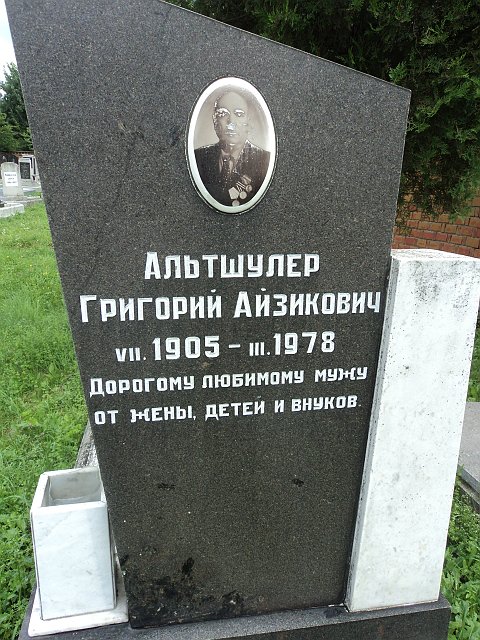 Альтшулер
Григорий Айзикович
VII. 1905 – III. 1978
Дорогому любимому мужу
от жены, детей и внуков.